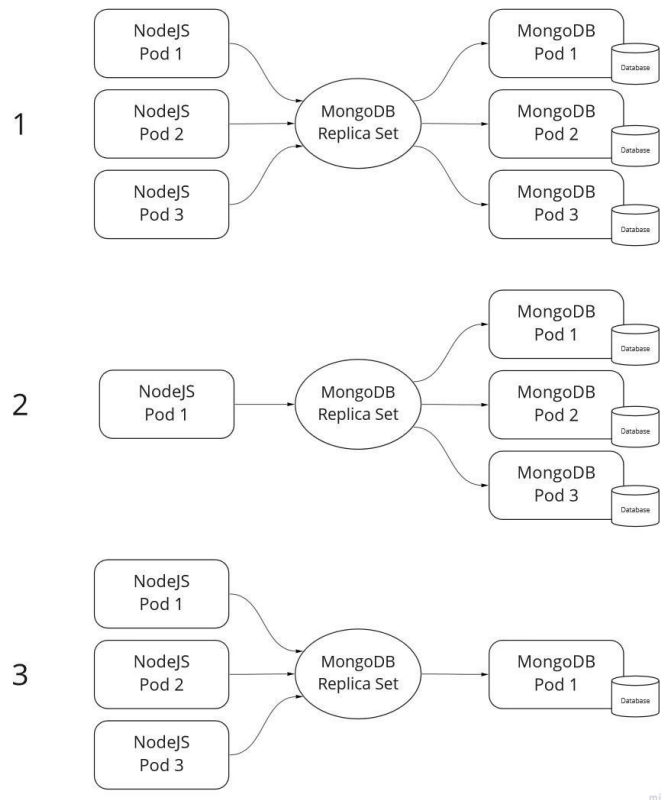 NodeJS
Pod 1
MongoDB
Pod 1
Database
1
NodeJS
Pod 2
MongoDB
Replica Set
MongoDB
Pod 2
Database
NodeJS
Pod 3
MongoDB
Pod 3
Database
MongoDB
Pod 1
Database
2
NodeJS
Pod 1
MongoDB
Replica Set
MongoDB
Pod 2
Database
MongoDB
Pod 3
Database
NodeJS
Pod 1
3
NodeJS
Pod 2
MongoDB
Replica Set
MongoDB
Pod 1
Database
NodeJS
Pod 3